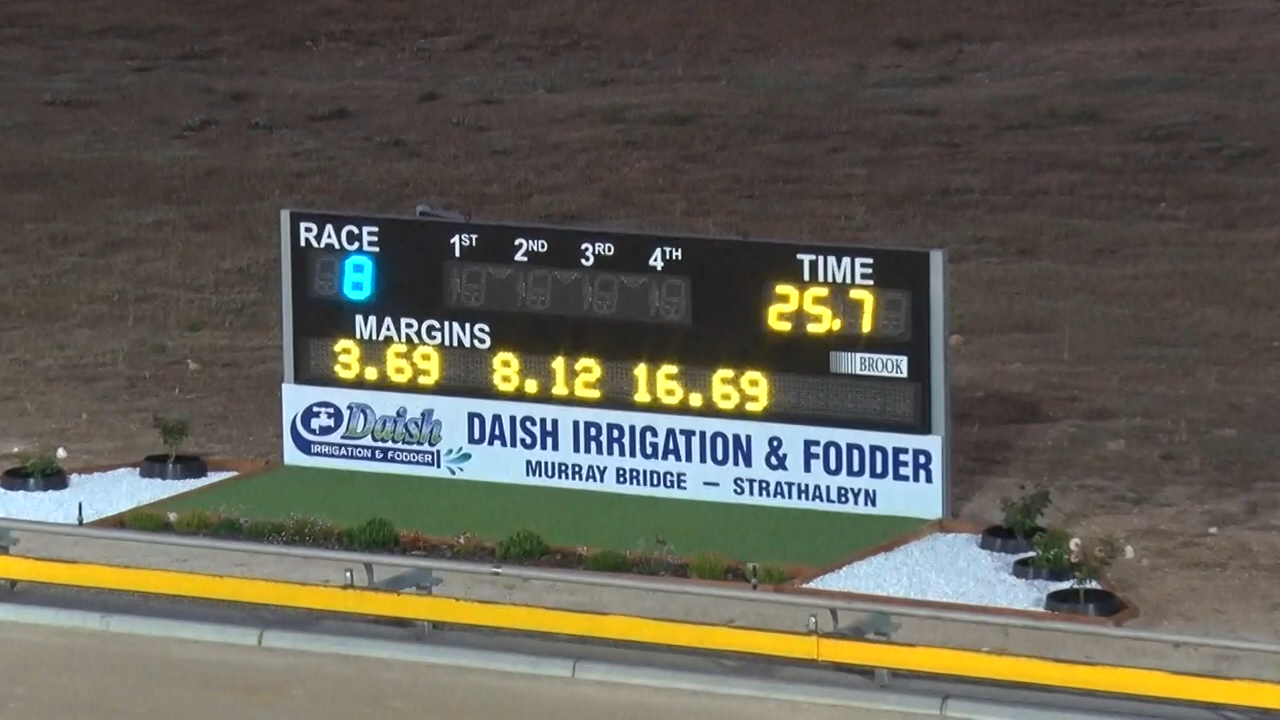 RACE 1ST 2ND 3RD 4TH TIME
8 25.7
MARGINS
BROOK
3.69 8.12 16.69
Daish
IRRIGATION & FODDER
DAISH IRRIGATION & FODDER
MURRAY BRIDGE – STRATHALBYN